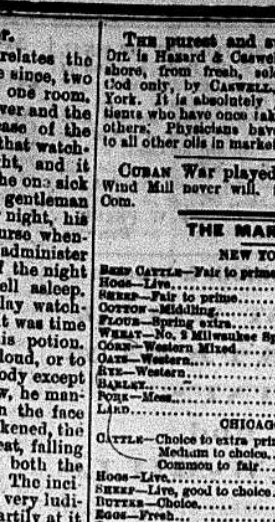 r.
relates the
e since, two
one room.
ver and the
ase of the
that watch-
ht, and it
he one sick
gentleman
night, his
urse when-
administer
f the night
ell asleep.
lay watch-
t was time
is potion.
loud, or to
ody except
w, he man-
n the face
kened, the
eat, falling
both the
The inci
very ludi-
artily at it
THE purest and
OIL is Hazard & Caswel
shore, from fresh, sel
Cod only, by CASWELL,
York. It is absolutely
tients who have once tak
others. Physicians hav
to all other oils in market
CUBAN War played
Wind Mill never will.
Com.
THE MAR
NEW YO
BEEF CATTLE—Fair to prime
HOGS—Live
SHEEP—Fair to prime
COTTON—Middling
FLOUR—Spring extra
WHEAT—No. 2 Milwaukee Sp
CORN—Western Mixed
OATS—Western
RYE—Western
BARLEY
PORK—Mess
LARD
CHICAG
CATTLE—Choice to extra pri
Medium to choice
Common to fair
HOGS—Live
SHEEP—Live, good to choice
BUTTER—Choice
EGGS—Fresh